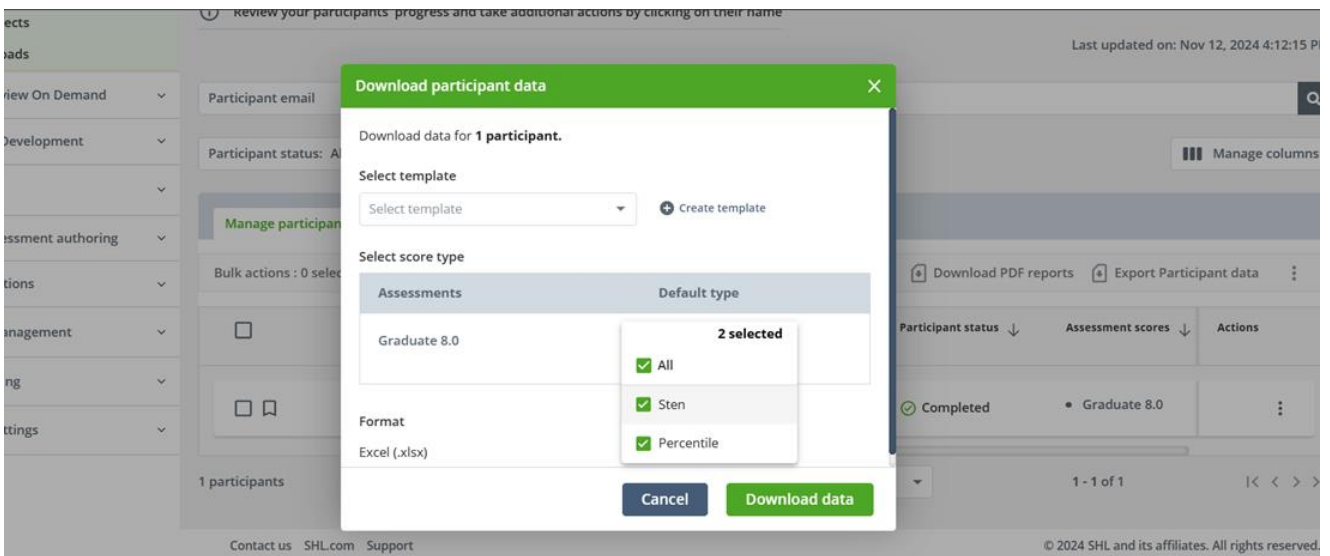 ects
Review your participants' progress and take additional actions by clicking on their name
oads
Last updated on: Nov 12, 2024 4:12:15 P
view On Demand
Development
essment authoring
tions
anagement
ng
ttings
Participant email
Participant status: A
Manage columns
Manage participan
Bulk actions : 0 selec
Download PDF reports
Export Participant data
Participant status
Assessment scores
Actions
Completed
Graduate 8.0
1 participants
1 - 1 of 1
Download participant data
Download data for 1 participant.
Select template
Select template
Create template
Select score type
Assessments
Default type
Graduate 8.0
2 selected
All
Sten
Percentile
Format
Excel (.xlsx)
Cancel
Download data
Contact us SHL.com Support
© 2024 SHL and its affiliates. All rights reserved.